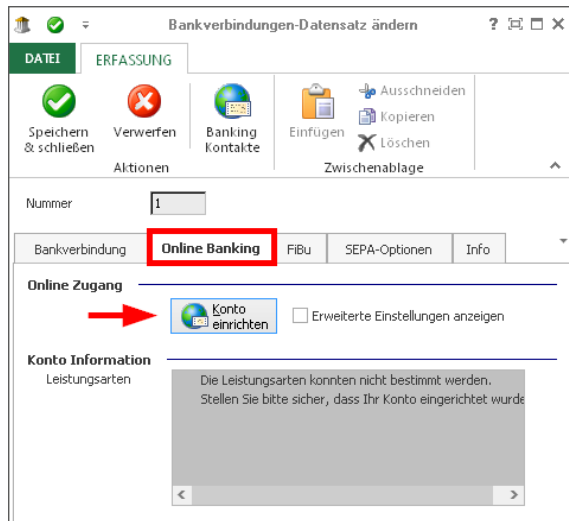 Bankverbindungen-Datensatz ändern
DATEI
ERFASSUNG
Speichern
& schließen
Verwerfen
Banking
Kontakte
Einfügen
Ausschneiden
Kopieren
Löschen
Aktionen
Zwischenablage
Nummer
1
Bankverbindung
Online Banking
FiBu
SEPA-Optionen
Info
Online Zugang
Konto
einrichten
Erweiterte Einstellungen anzeigen
Konto Information
Leistungsarten
Die Leistungsarten konnten nicht bestimmt werden.
Stellen Sie bitte sicher, dass Ihr Konto eingerichtet wurde